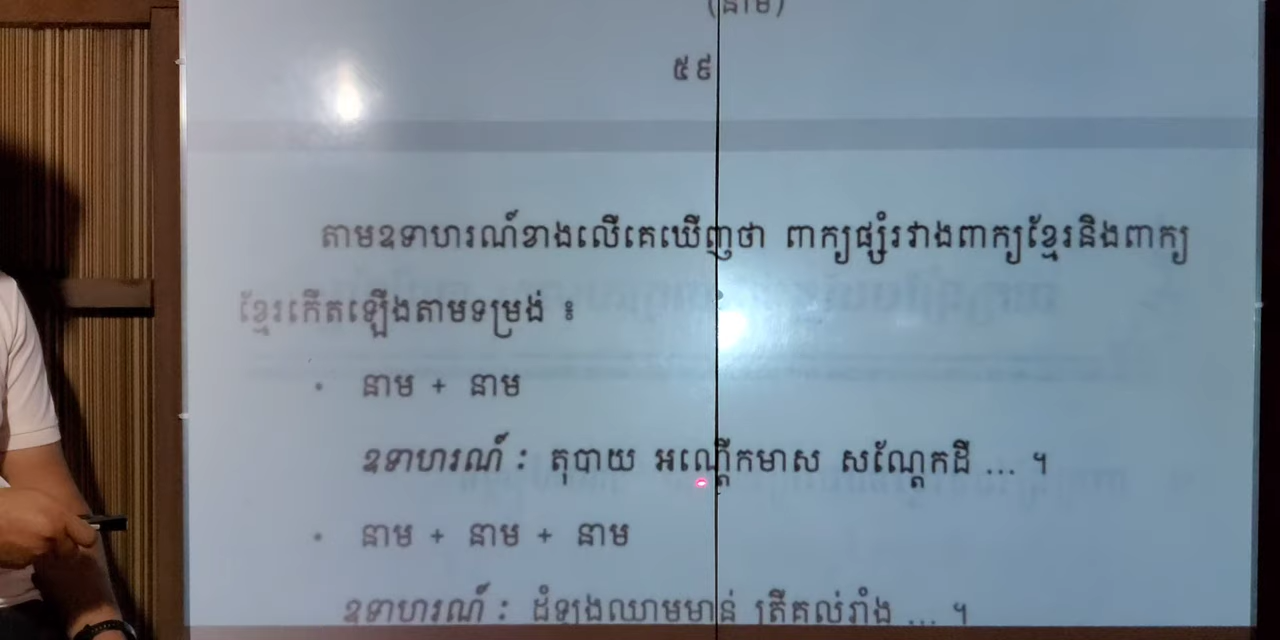 (នាម)
៥៩
តាមឧទាហរណ៍ខាងលើគេឃើញថា ពាក្យផ្សំរវាងពាក្យខ្មែរនិងពាក្យ
ខ្មែរកើតឡើងតាមទម្រង់ ៖
• នាម + នាម
ឧទាហរណ៍ : តុបាយ អណ្ដើកមាស សណ្ដែកដី ... ។
• នាម + នាម + នាម
ឧទាហរណ៍ : ដំឡូងឈាមមាន់ ត្រីគល់រាំង ... ។